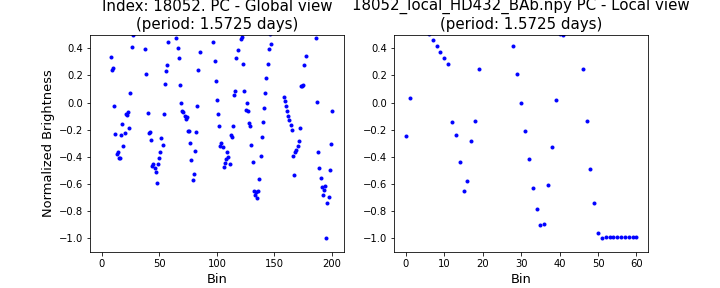 Index: 18052. PC - Global view
(period: 1.5725 days)
18052_local_HD432_BAb.npy PC - Local view
(period: 1.5725 days)
Normalized Brightness
0.4
0.2
0.0
−0.2
−0.4
−0.6
−0.8
−1.0
0 50 100 150 200
Bin
0.4
0.2
0.0
−0.2
−0.4
−0.6
−0.8
−1.0
0 10 20 30 40 50 60
Bin